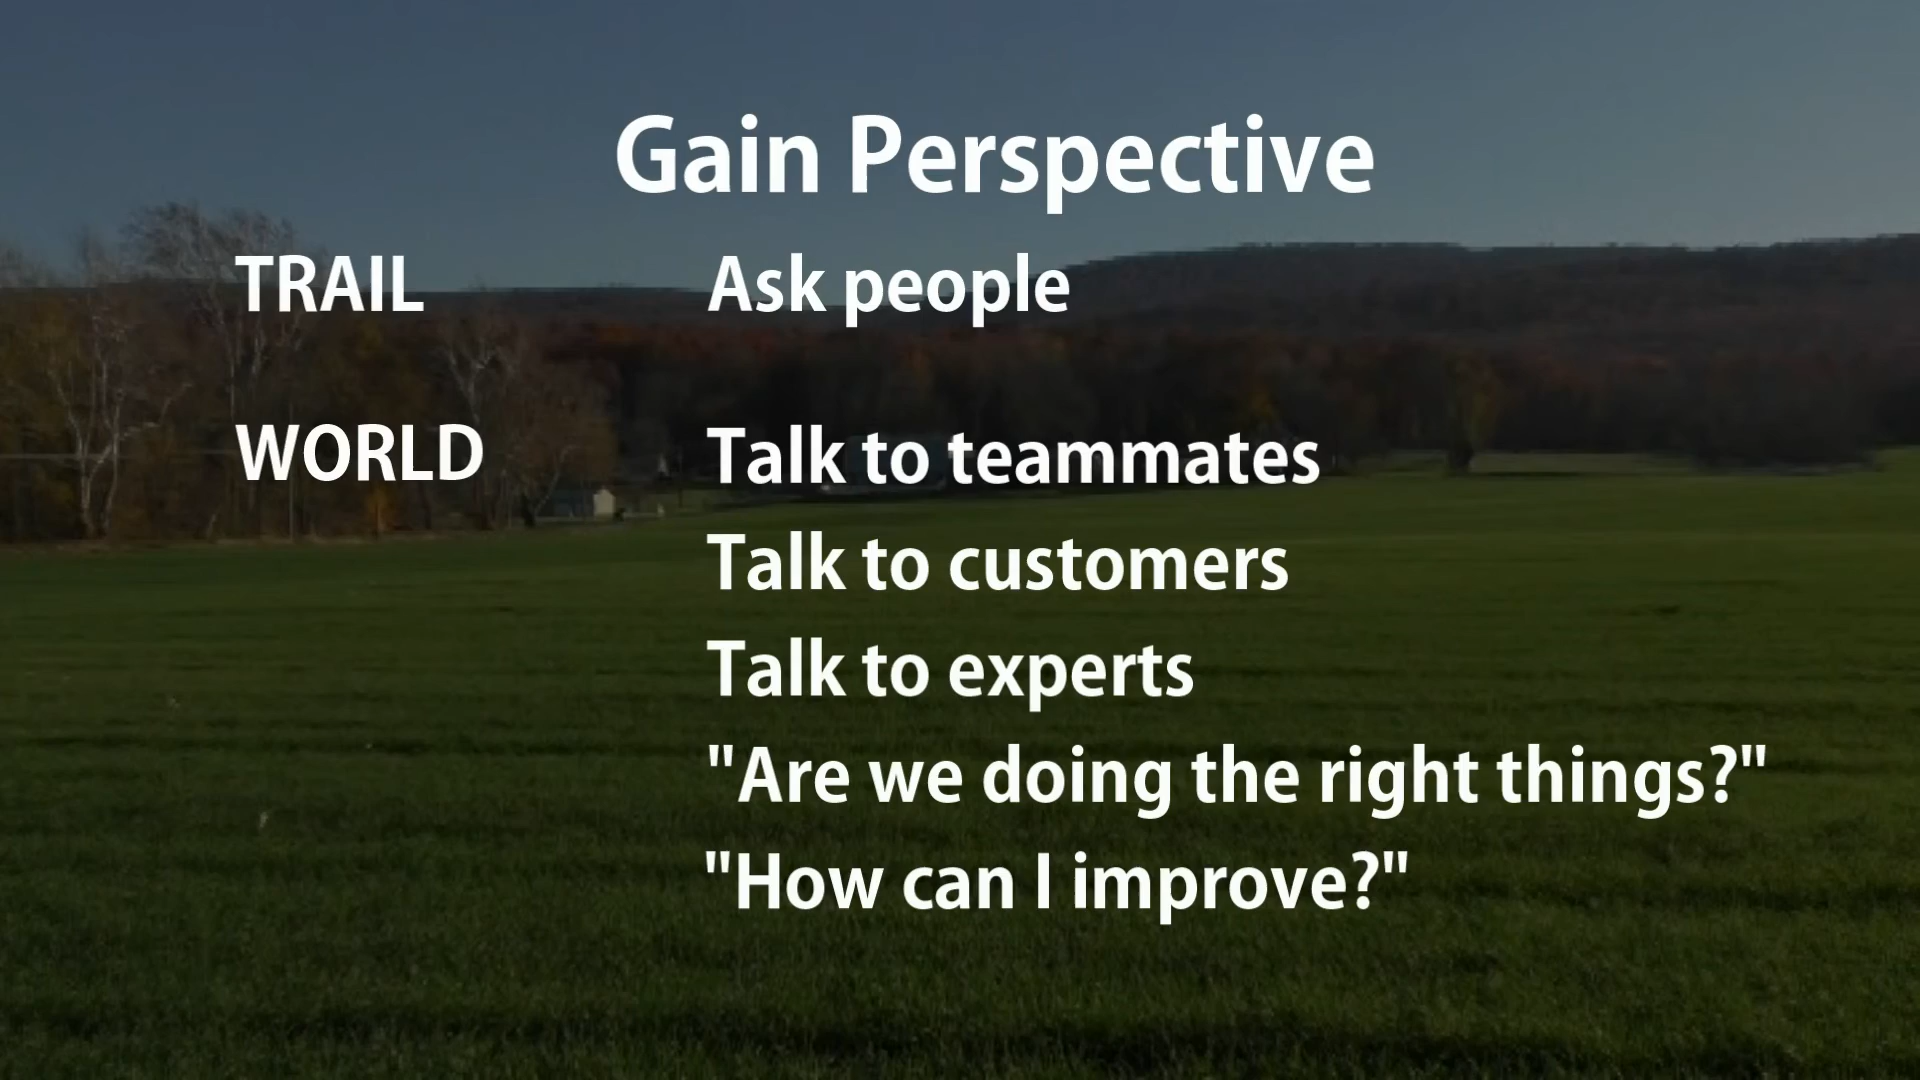 Gain Perspective
TRAIL Ask people
WORLD Talk to teammates
Talk to customers
Talk to experts
"Are we doing the right things?"
"How can I improve?"